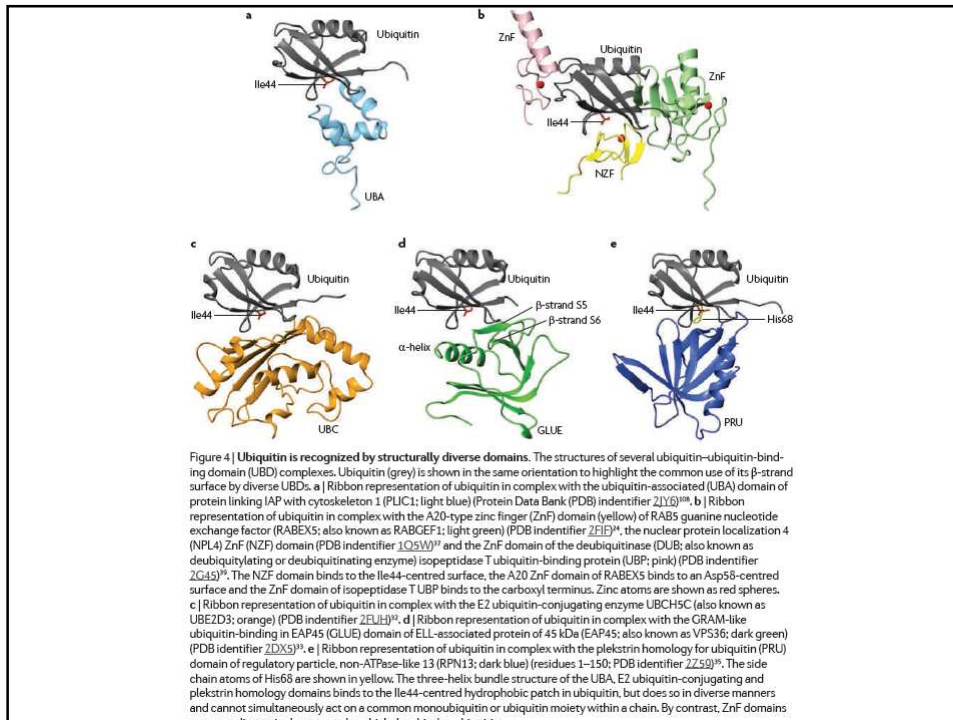 a
b
Ubiquitin
ZnF
Ubiquitin
ZnF
Ile44
Ile44
NZF
UBA
c
d
e
Ubiquitin
Ubiquitin
Ubiquitin
β-strand S5
Ile44
Ile44
Ile44
His68
β-strand S6
α-helix
UBC
GLUE
PRU
Figure 4 | Ubiquitin is recognized by structurally diverse domains. The structures of several ubiquitin–ubiquitin-bind-
ing domain (UBD) complexes. Ubiquitin (grey) is shown in the same orientation to highlight the common use of its β-strand
surface by diverse UBDs. a | Ribbon representation of ubiquitin in complex with the ubiquitin-associated (UBA) domain of
protein linking IAP with cytoskeleton 1 (PLIC1; light blue) (Protein Data Bank (PDB) indentifier 2JY6)¹⁰⁸. b | Ribbon
representation of ubiquitin in complex with the A20-type zinc finger (ZnF) domain (yellow) of RAB5 guanine nucleotide
exchange factor (RABEX5; also known as RABGEF1; light green) (PDB indentifier 2FIF)³⁴, the nuclear protein localization 4
(NPL4) ZnF (NZF) domain (PDB indentifier 1Q5W)³⁷ and the ZnF domain of the deubiquitinase (DUB; also known as
deubiquitylating or deubiquitinating enzyme) isopeptidase T ubiquitin-binding protein (UBP; pink) (PDB indentifier
2G45)³⁹. The NZF domain binds to the Ile44-centred surface, the A20 ZnF domain of RABEX5 binds to an Asp58-centred
surface and the ZnF domain of isopeptidase T UBP binds to the carboxyl terminus. Zinc atoms are shown as red spheres.
c | Ribbon representation of ubiquitin in complex with the E2 ubiquitin-conjugating enzyme UBCH5C (also known as
UBE2D3; orange) (PDB indentifier 2FUH)³². d | Ribbon representation of ubiquitin in complex with the GRAM-like
ubiquitin-binding in EAP45 (GLUE) domain of ELL-associated protein of 45 kDa (EAP45; also known as VPS36; dark green)
(PDB indentifier 2DX5)³³. e | Ribbon representation of ubiquitin in complex with the plekstrin homology for ubiquitin (PRU)
domain of regulatory particle, non-ATPase-like 13 (RPN13; dark blue) (residues 1–150; PDB indentifier 2Z59)³⁵. The side
chain atoms of His68 are shown in yellow. The three-helix bundle structure of the UBA, E2 ubiquitin-conjugating and
plekstrin homology domains binds to the Ile44-centred hydrophobic patch in ubiquitin, but does so in diverse manners
and cannot simultaneously act on a common monoubiquitin or ubiquitin moiety within a chain. By contrast, ZnF domains